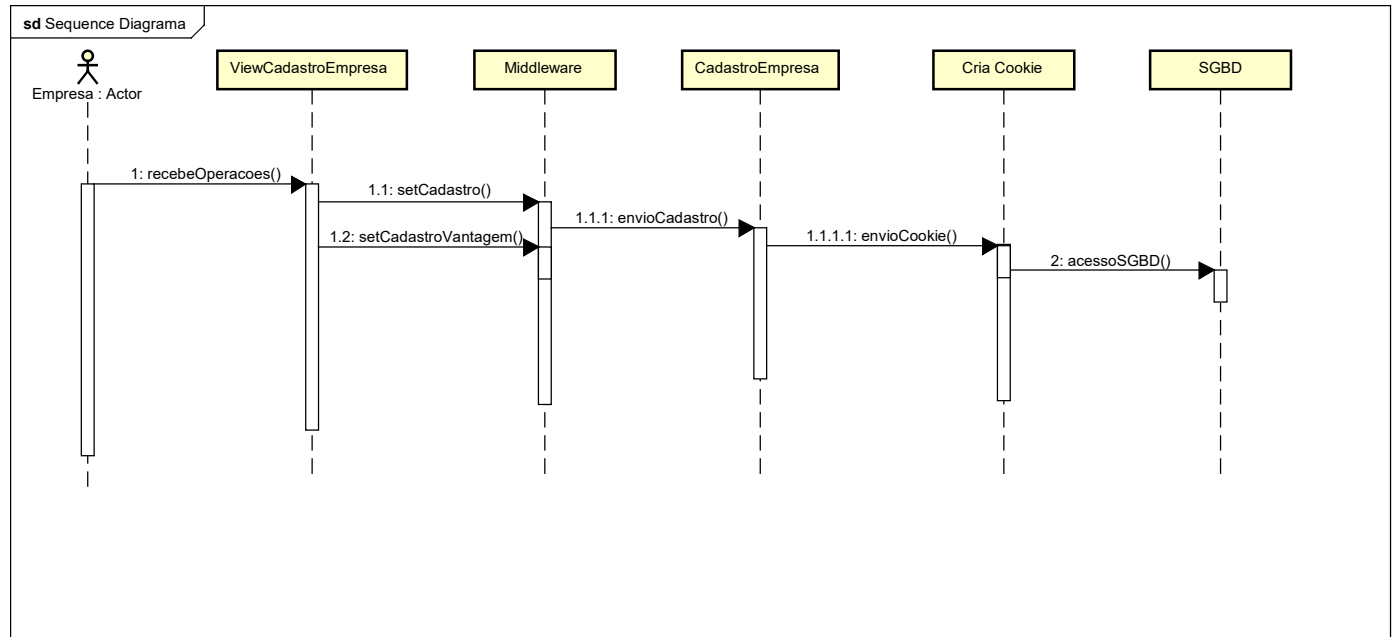 sd Sequence Diagrama
Empresa : Actor
ViewCadastroEmpresa
Middleware
CadastroEmpresa
Cria Cookie
SGBD
1: recebeOperacoes()
1.1: setCadastro()
1.1.1: envioCadastro()
1.2: setCadastroVantagem()
1.1.1.1: envioCookie()
2: acessoSGBD()